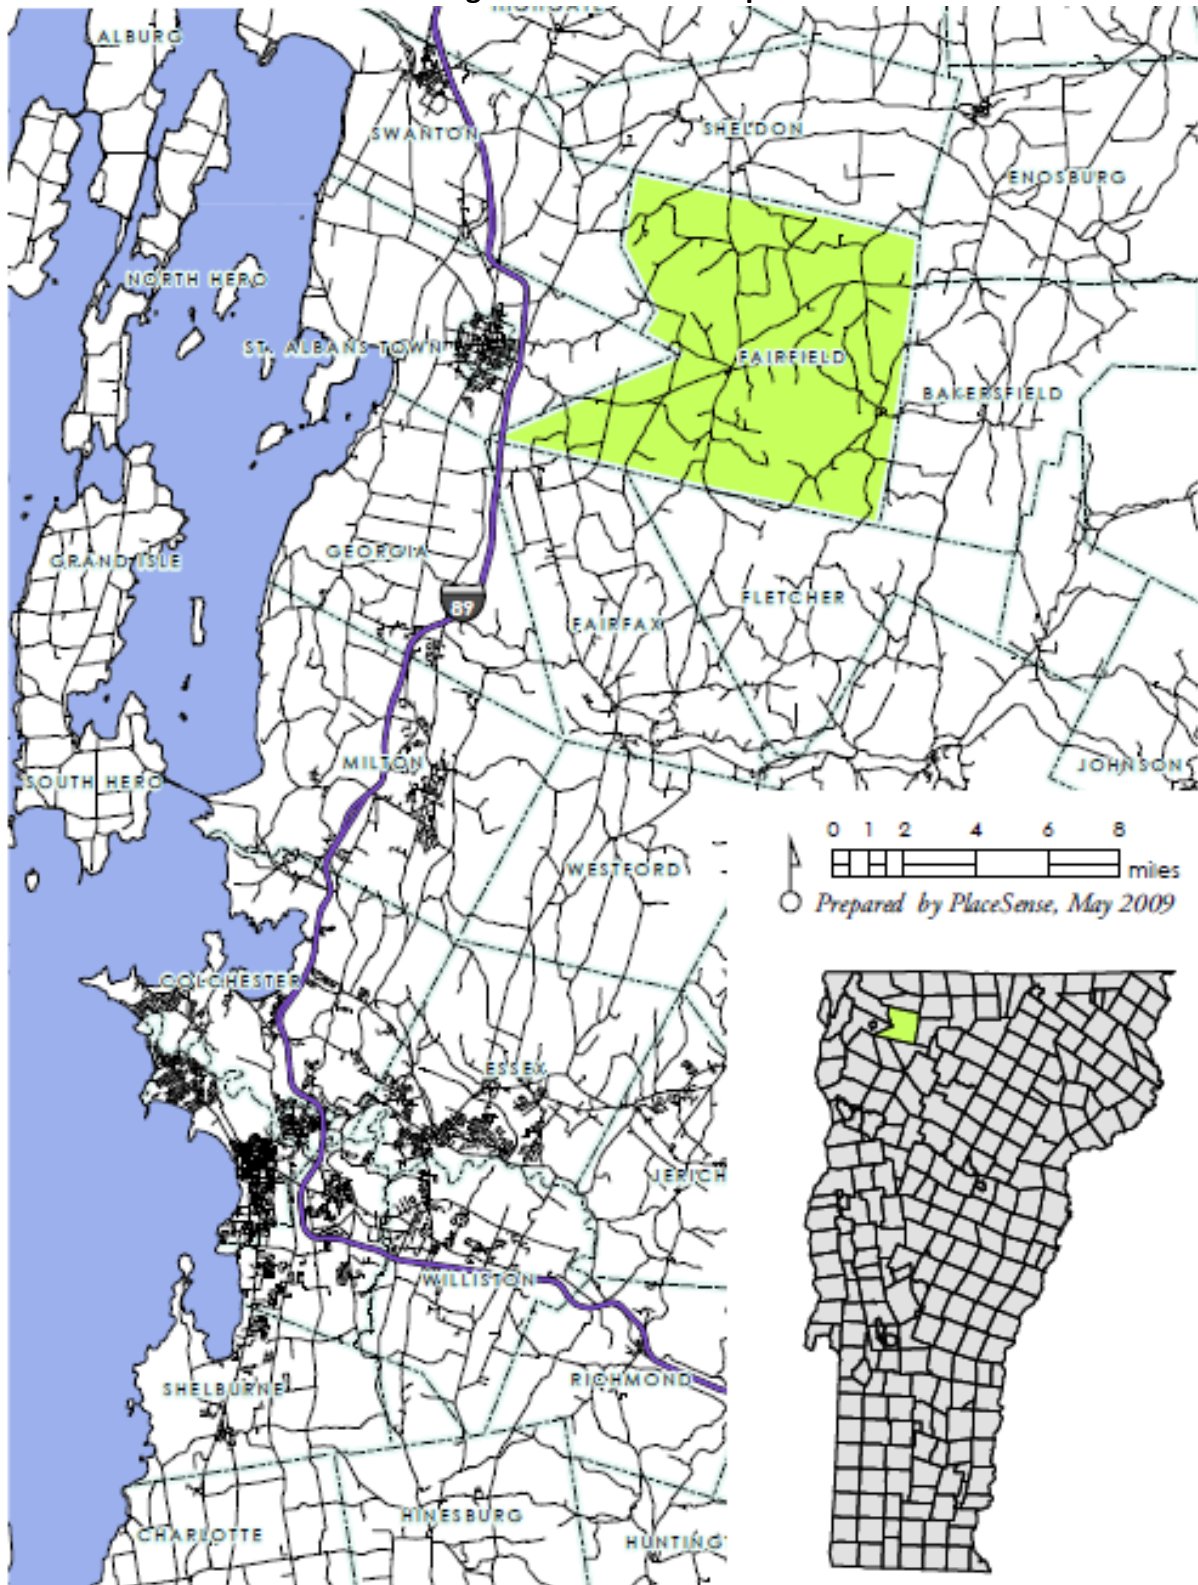 ALBURG
SWANTON
SHELDON
ENOSBURG
NORTH HERO
ST. ALBANS TOWN
FAIRFIELD
BAKERSFIELD
GRAND ISLE
GEORGIA
89
FAIRFAX
FLETCHER
SOUTH HERO
MILTON
JOHNSON
0 1 2 4 6 8
miles
WESTFORD
Prepared by PlaceSense, May 2009
COLCHESTER
ESSEX
JERICH
WILLISTON
SHELBURNE
RICHMOND
CHARLOTTE
HINESBURG
HUNTING